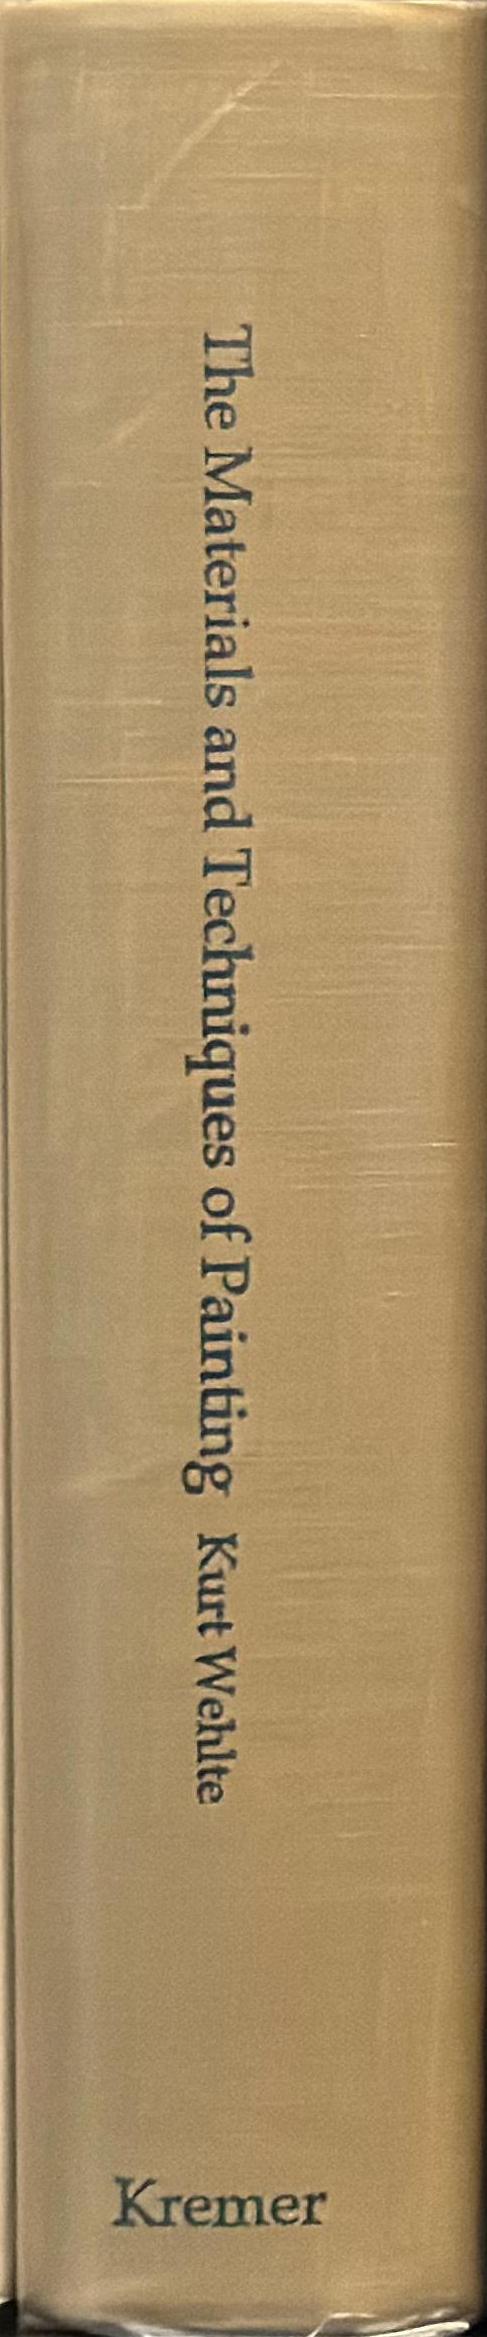 The Materials and Techniques of Painting Kurt Wehlte
Kremer